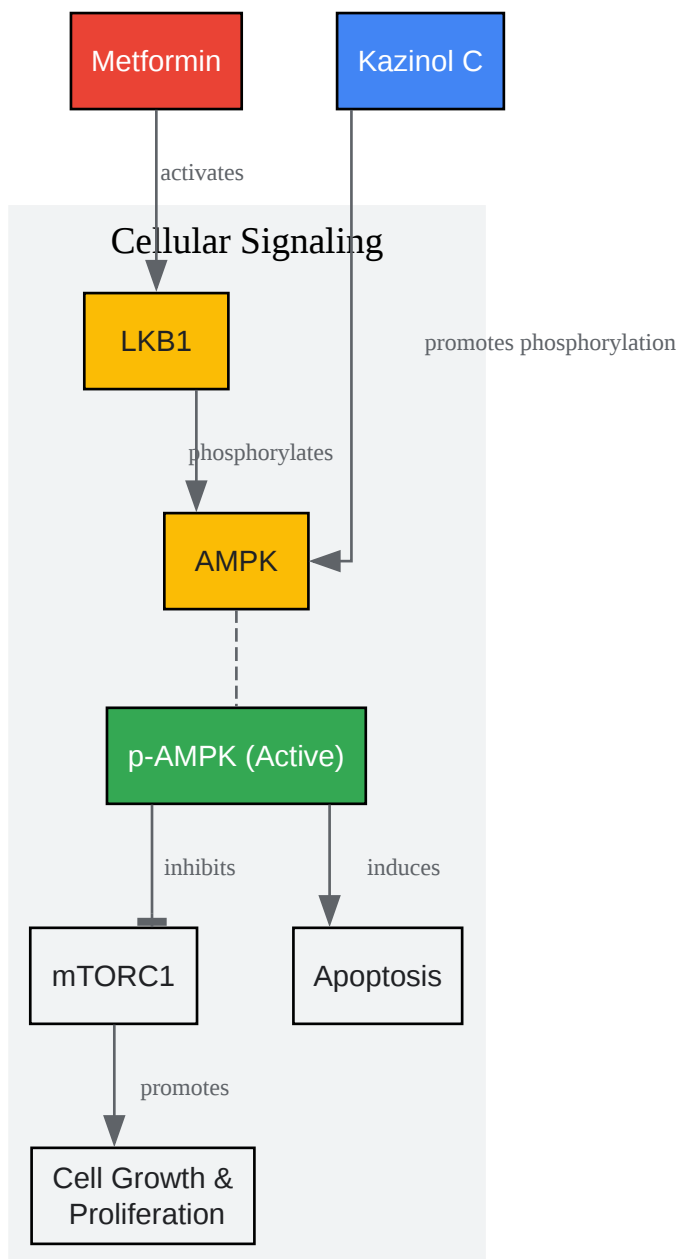 Metformin
Kazinol C
activates
Cellular Signaling
LKB1
promotes phosphorylation
phosphorylates
AMPK
p-AMPK (Active)
inhibits
induces
mTORC1
Apoptosis
promotes
Cell Growth &
Proliferation